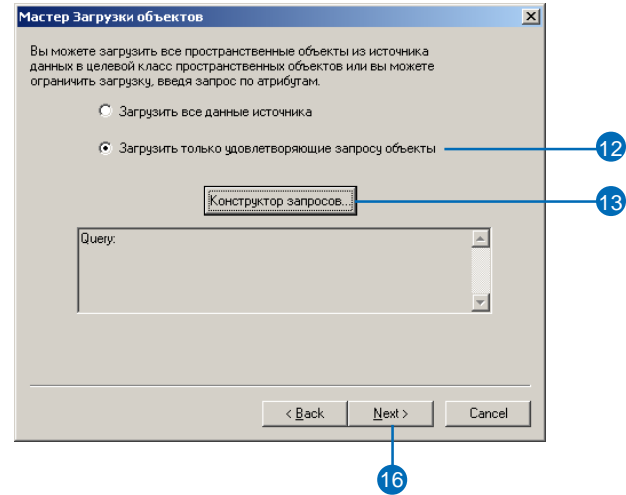 Мастер Загрузки объектов
Вы можете загрузить все пространственные объекты из источника
данных в целевой класс пространственных объектов или вы можете
ограничить загрузку, введя запрос по атрибутам.
Загрузить все данные источника
Загрузить только удовлетворяющие запросу объекты
12
Конструктор запросов...
13
Query:
< Back
Next >
Cancel
16